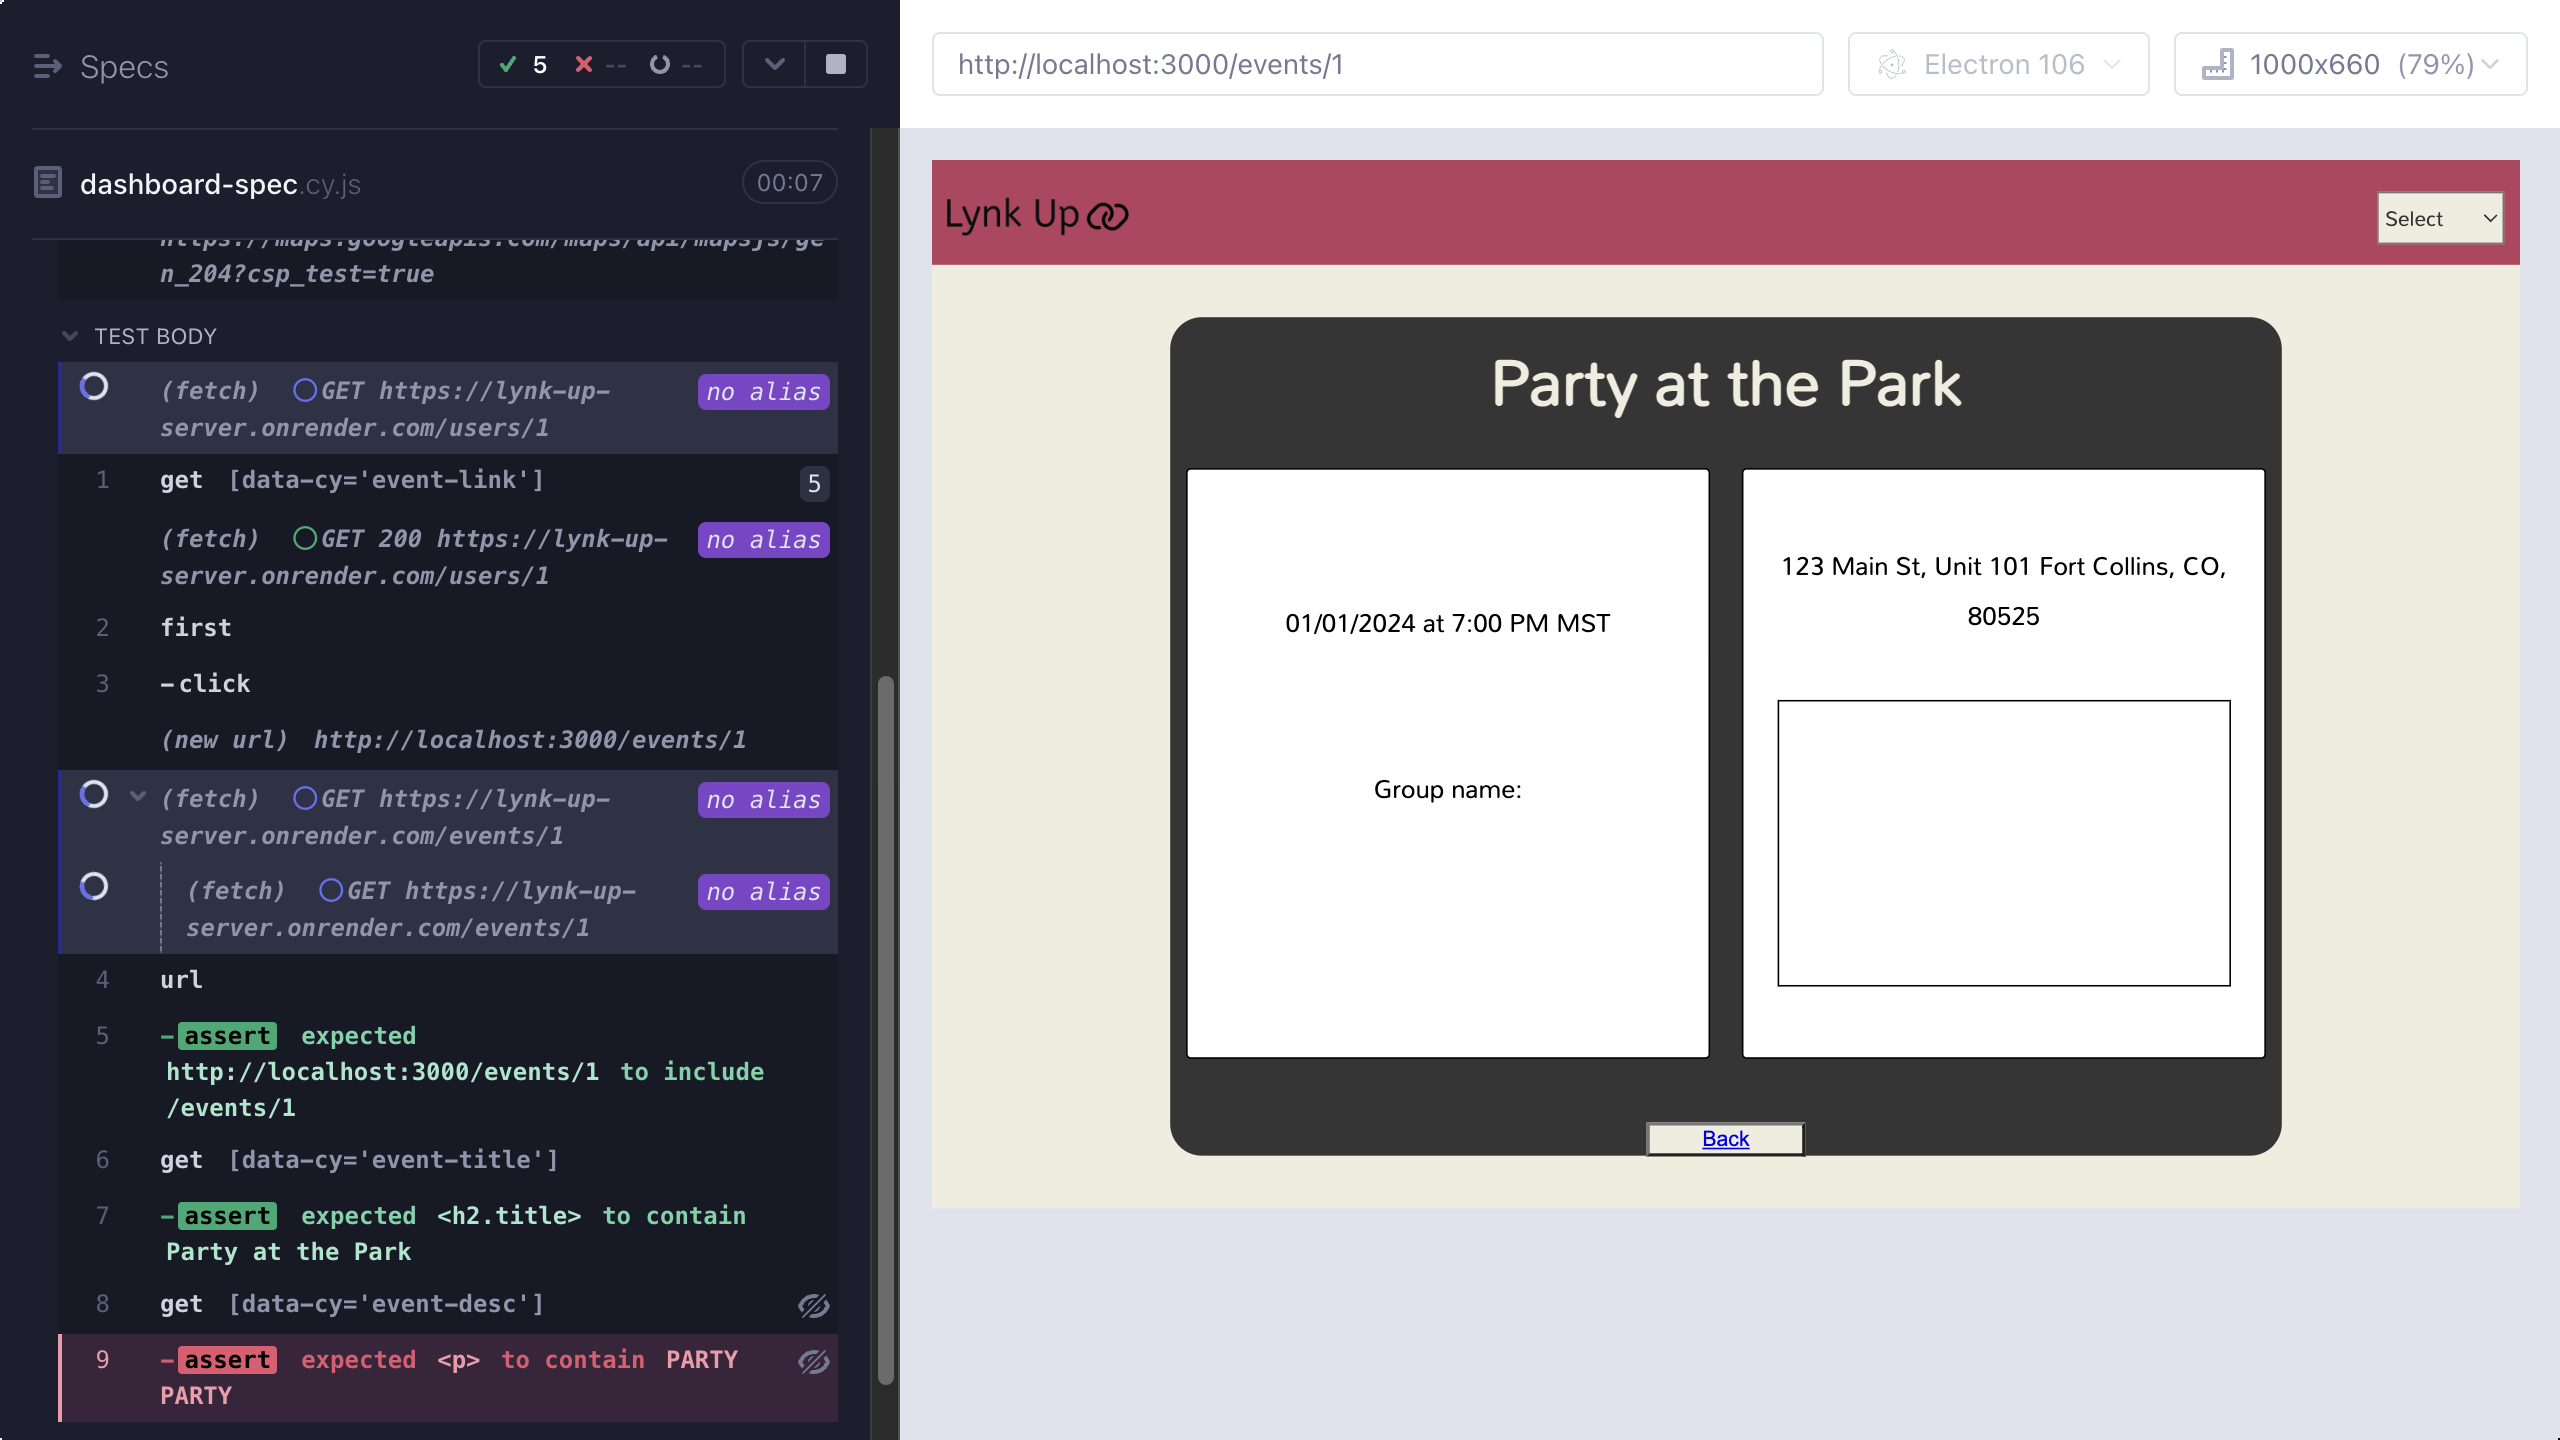 Specs
5
--
--
dashboard-spec.cy.js
00:07
https://maps.googleapis.com/maps/api/mapsjs/ge
n_204?csp_test=true
TEST BODY
(fetch) GET https://lynk-up-
server.onrender.com/users/1
no alias
1 get [data-cy='event-link'] 5
(fetch) GET 200 https://lynk-up-
server.onrender.com/users/1
no alias
2 first
3 -click
(new url) http://localhost:3000/events/1
(fetch) GET https://lynk-up-
server.onrender.com/events/1
no alias
(fetch) GET https://lynk-up-
server.onrender.com/events/1
no alias
4 url
5 -assert expected
http://localhost:3000/events/1 to include
/events/1
6 get [data-cy='event-title']
7 -assert expected <h2.title> to contain
Party at the Park
8 get [data-cy='event-desc']
9 -assert expected <p> to contain PARTY
PARTY
http://localhost:3000/events/1
Electron 106
1000x660 (79%)
Lynk Up
Select
Party at the Park
01/01/2024 at 7:00 PM MST
Group name:
123 Main St, Unit 101 Fort Collins, CO,
80525
Back